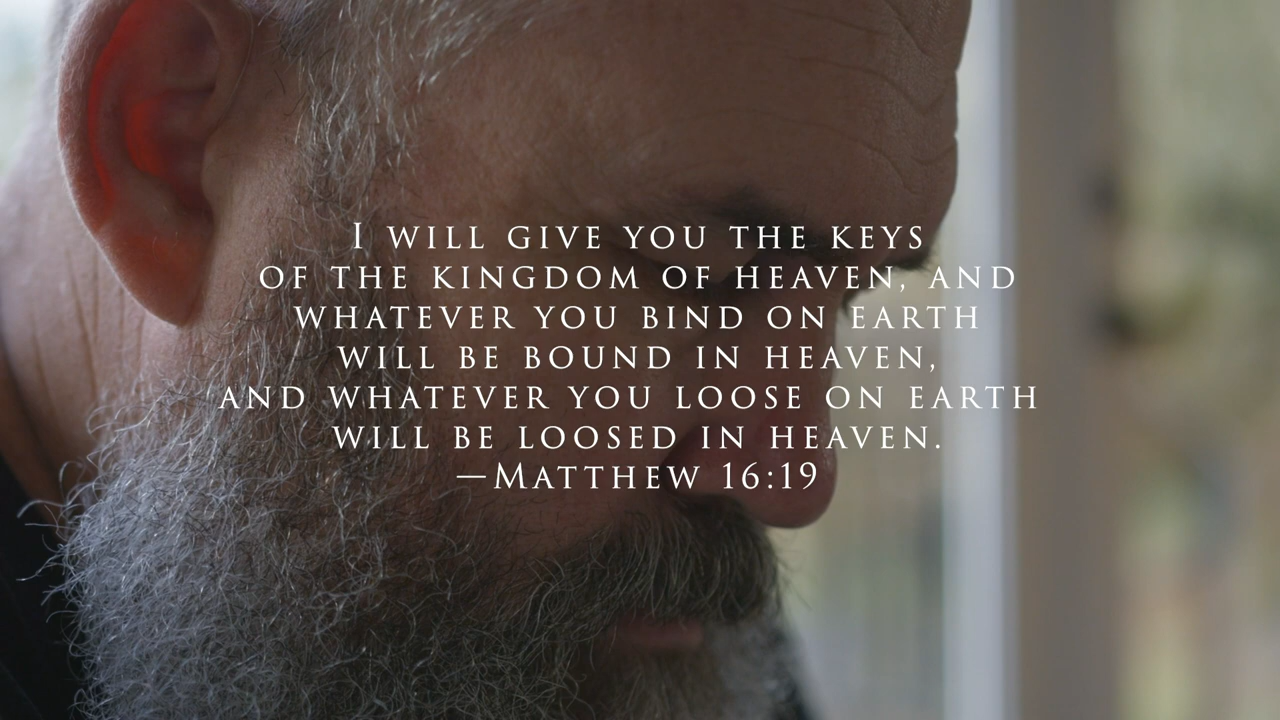 I WILL GIVE YOU THE KEYS
OF THE KINGDOM OF HEAVEN, AND
WHATEVER YOU BIND ON EARTH
WILL BE BOUND IN HEAVEN,
AND WHATEVER YOU LOOSE ON EARTH
WILL BE LOOSED IN HEAVEN.
—MATTHEW 16:19